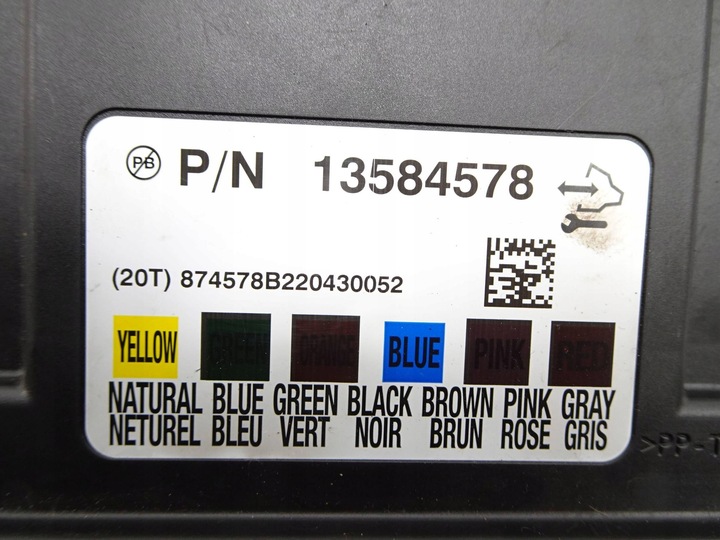 PB P/N 13584578
(20T) 874578B220430052
YELLOW GREEN ORANGE BLUE PINK RED
NATURAL BLUE GREEN BLACK BROWN PINK GRAY
NETUREL BLEU VERT NOIR BRUN ROSE GRIS
>PP-T